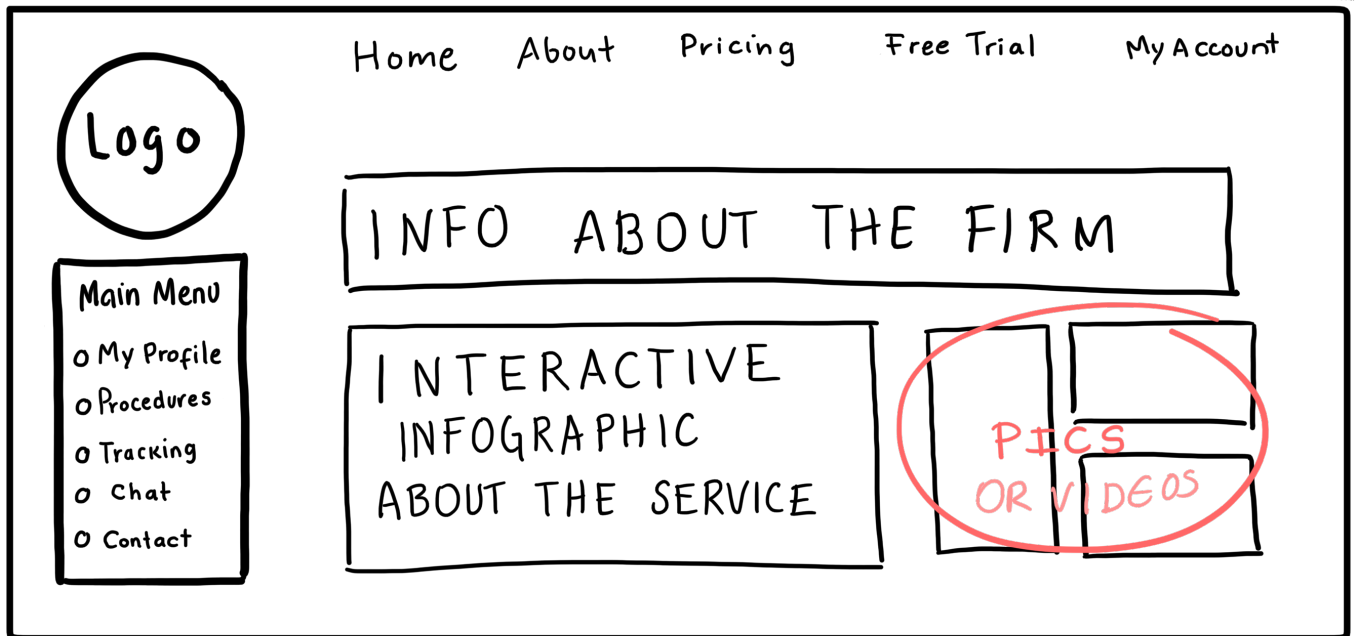 Logo
Home About Pricing Free Trial My Account
INFO ABOUT THE FIRM
Main Menu
My Profile
Procedures
Tracking
Chat
Contact
INTERACTIVE
INFOGRAPHIC
ABOUT THE SERVICE
PICS
OR VIDEOS